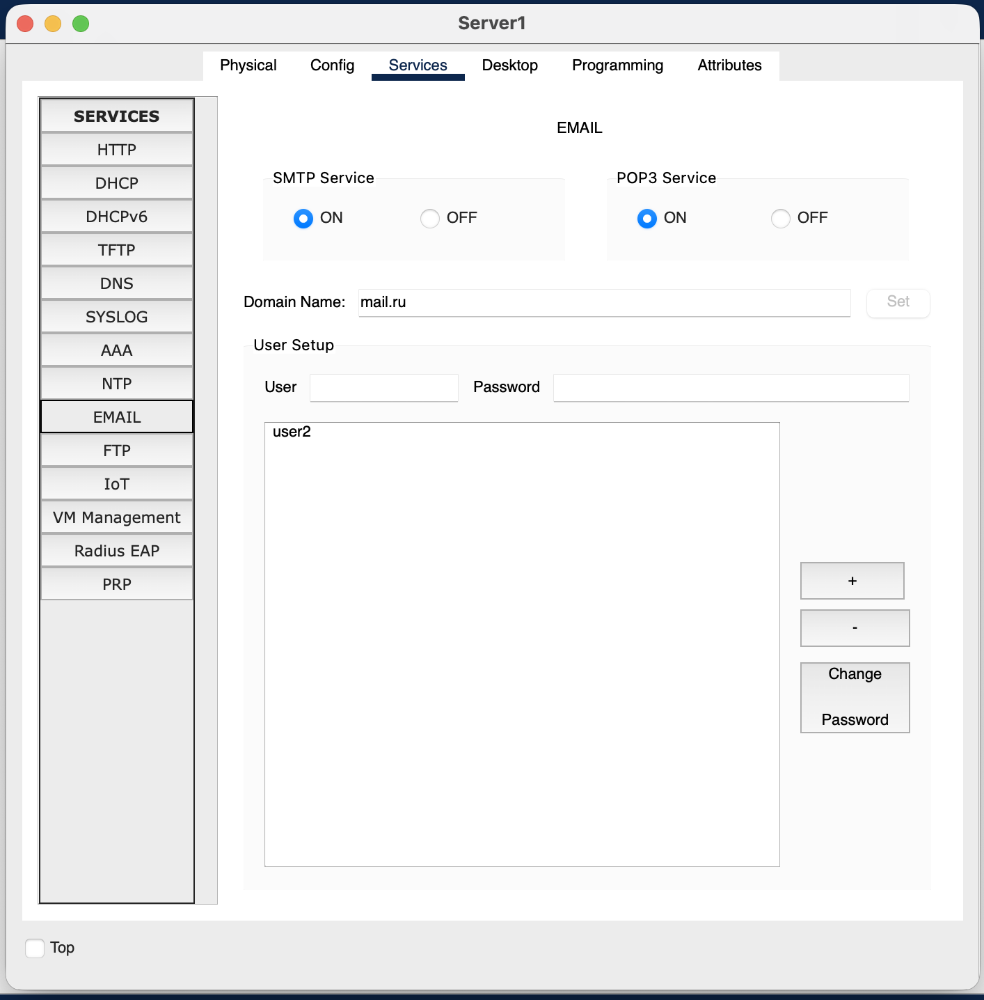 Server1
Physical Config Services Desktop Programming Attributes
SERVICES
HTTP
DHCP
DHCPv6
TFTP
DNS
SYSLOG
AAA
NTP
EMAIL
FTP
IoT
VM Management
Radius EAP
PRP
EMAIL
SMTP Service
ON OFF
POP3 Service
ON OFF
Domain Name: mail.ru Set
User Setup
User Password
user2
+
-
Change
Password
Top